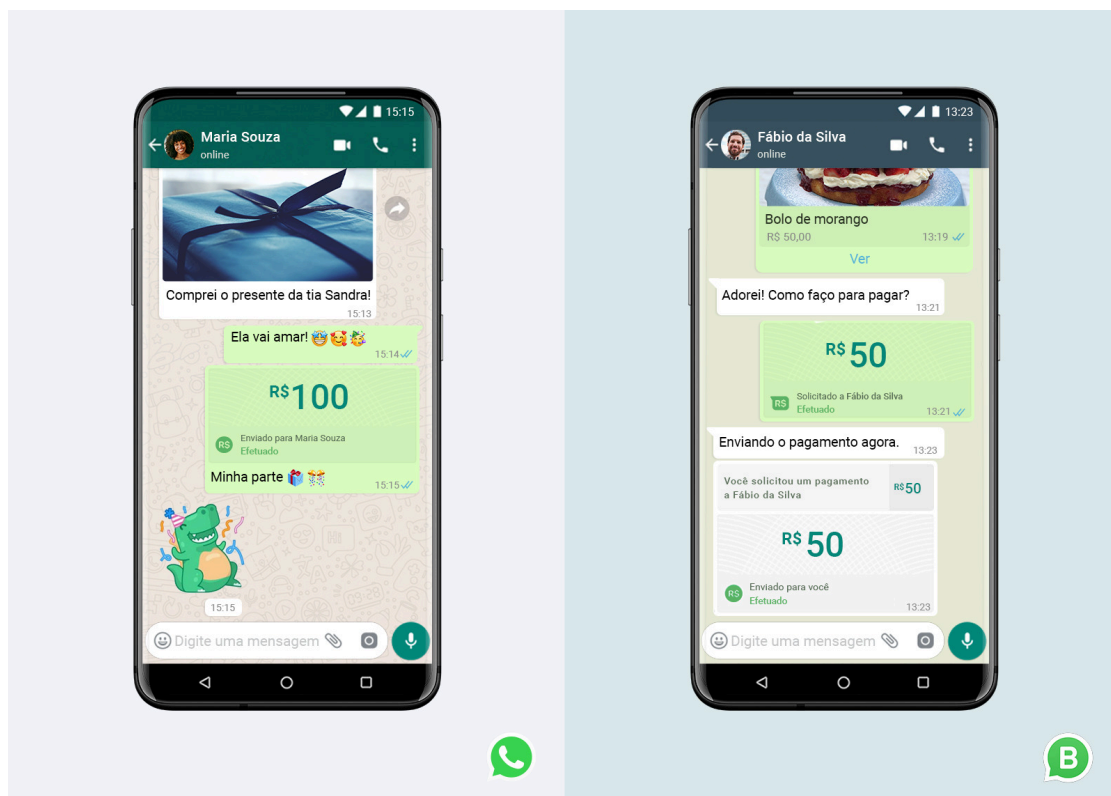 15:15
Maria Souza
online
Comprei o presente da tia Sandra!
15:13
Ela vai amar!
15:14
R$100
RS
Enviado para Maria Souza
Efetuado
Minha parte
15:15
15:15
Digite uma mensagem
13:23
Fábio da Silva
online
Bolo de morango
R$ 50,00
13:19
Ver
Adorei! Como faço para pagar?
13:21
R$ 50
RS
Solicitado a Fábio da Silva
Efetuado
13:21
Enviando o pagamento agora.
13:23
Você solicitou um pagamento
a Fábio da Silva
R$50
R$ 50
RS
Enviado para você
Efetuado
13:23
Digite uma mensagem
B